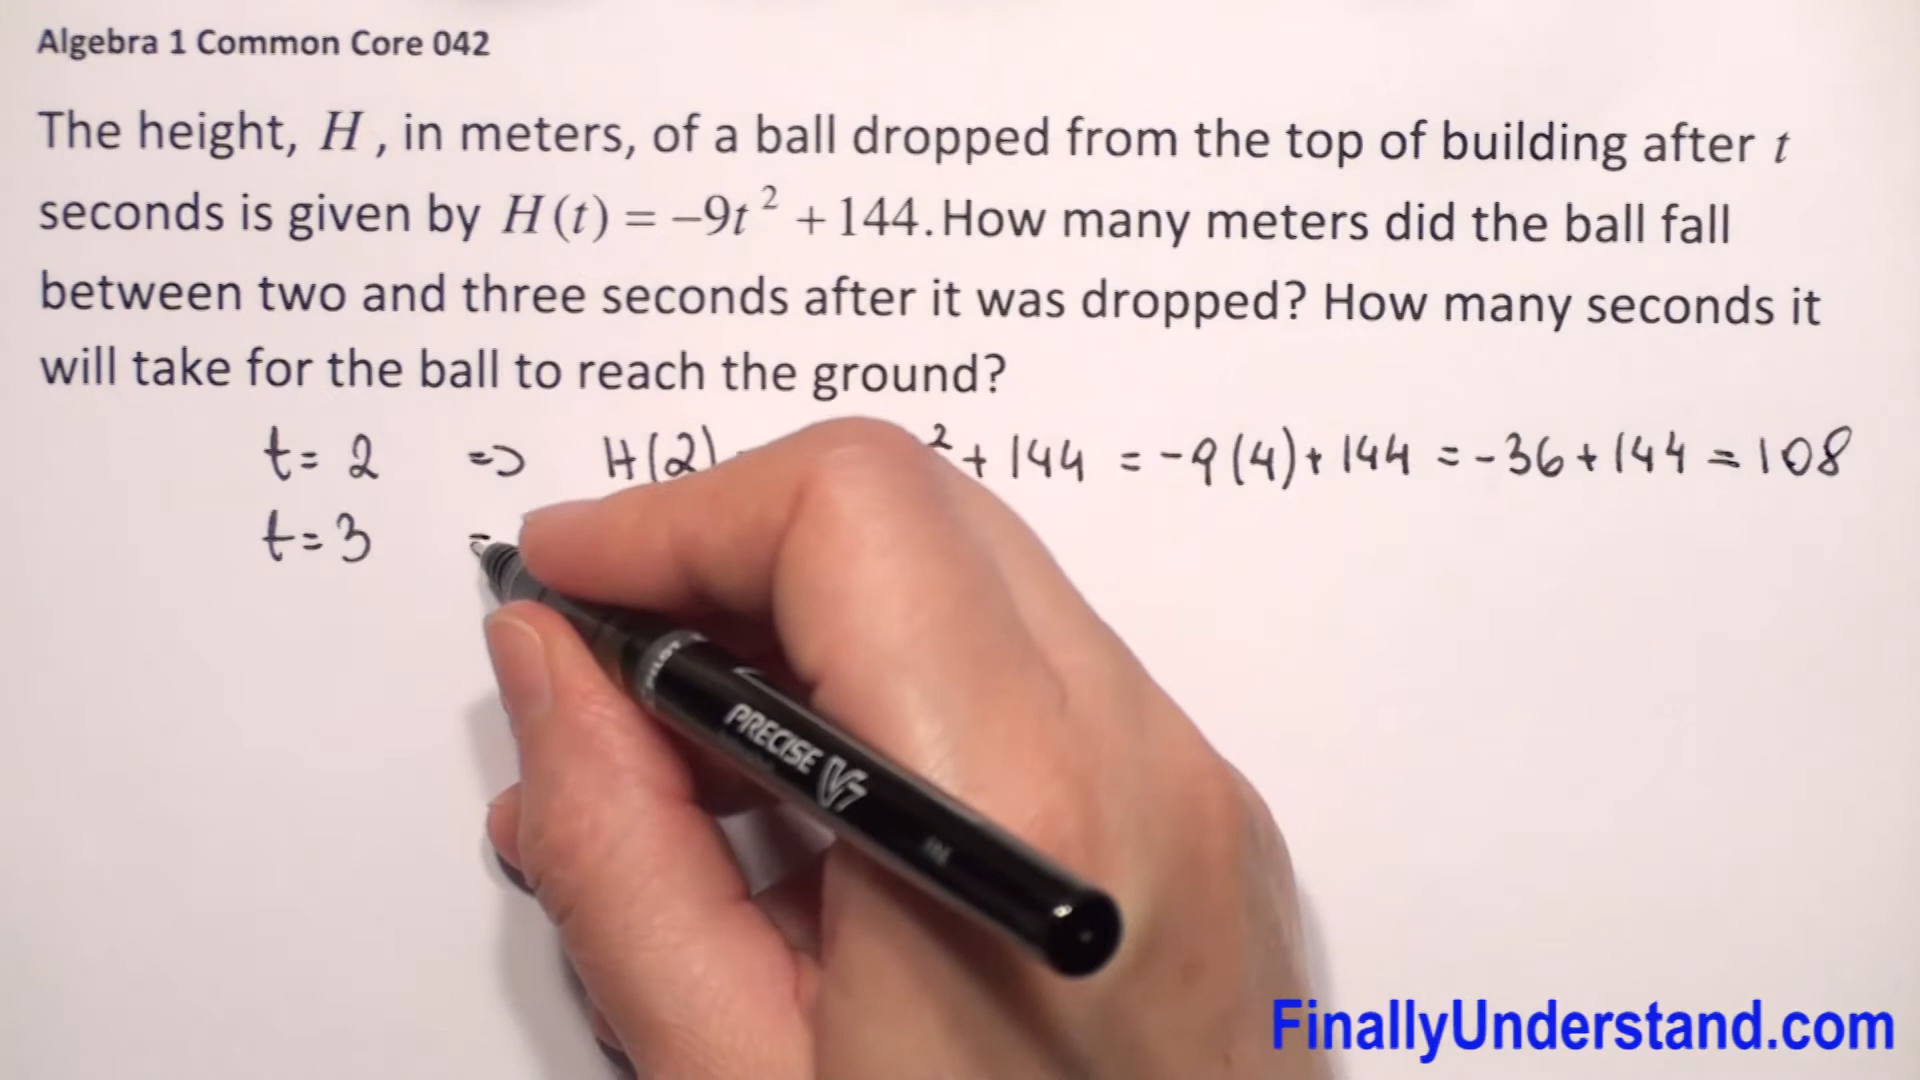 Algebra 1 Common Core 042
The height, H, in meters, of a ball dropped from the top of building after t
seconds is given by H(t) = −9t² + 144. How many meters did the ball fall
between two and three seconds after it was dropped? How many seconds it
will take for the ball to reach the ground?
t = 2 => H(2) ² + 144 = -9(4) + 144 = -36 + 144 = 108
t = 3
PILOT
PRECISE V7
FinallyUnderstand.com